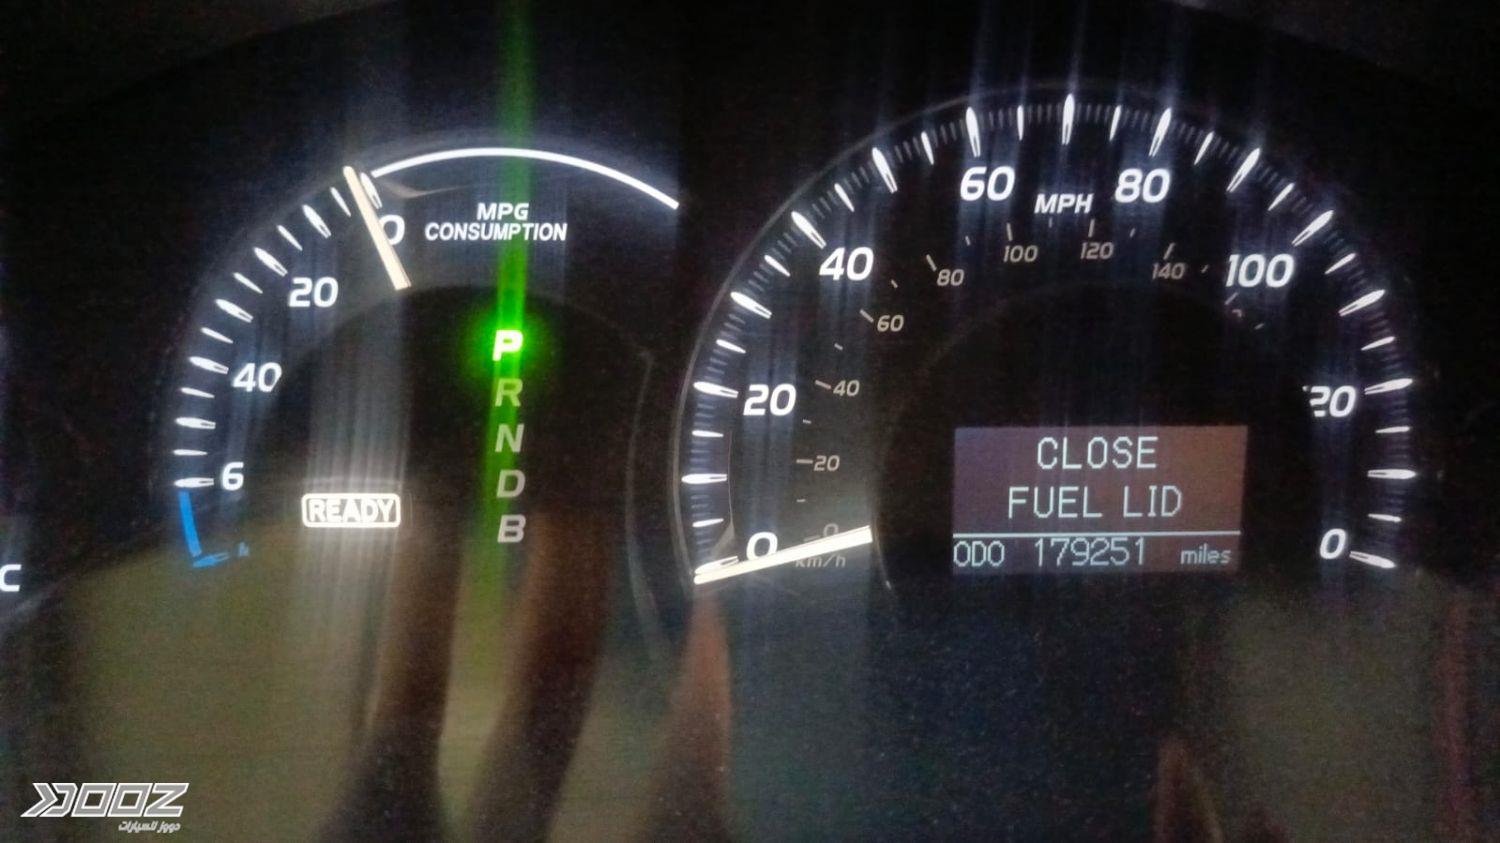 MPG
CONSUMPTION
0
20
40
6
READY
P
R
N
D
B
C
0
20
40
60
MPH
80
100
20
0
0
20
40
60
80
100
120
140
km/h
CLOSE
FUEL LID
ODO 179251 miles
DOOZ
دووز للسيارات